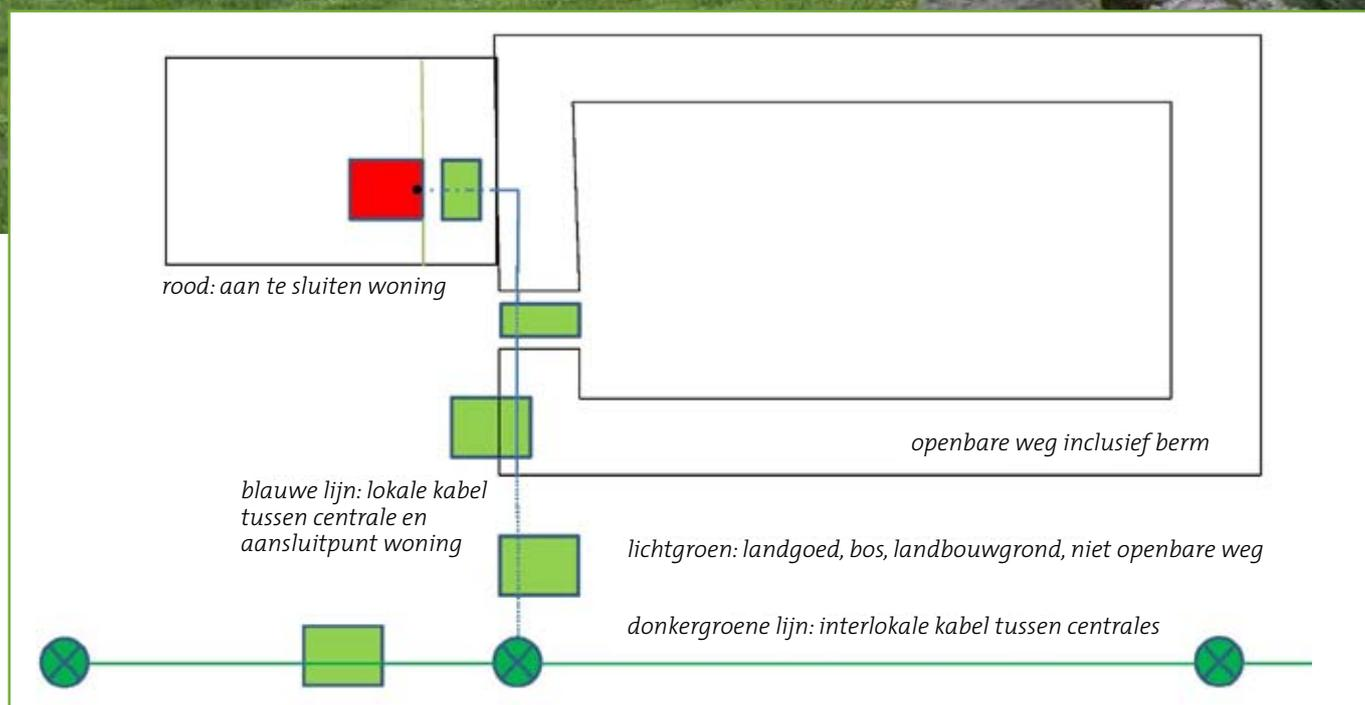 rood: aan te sluiten woning
openbare weg inclusief berm
blauwe lijn: lokale kabel
tussen centrale en
aansluitpunt woning
lichtgroen: landgoed, bos, landbouwgrond, niet openbare weg
donkergroene lijn: interlokale kabel tussen centrales